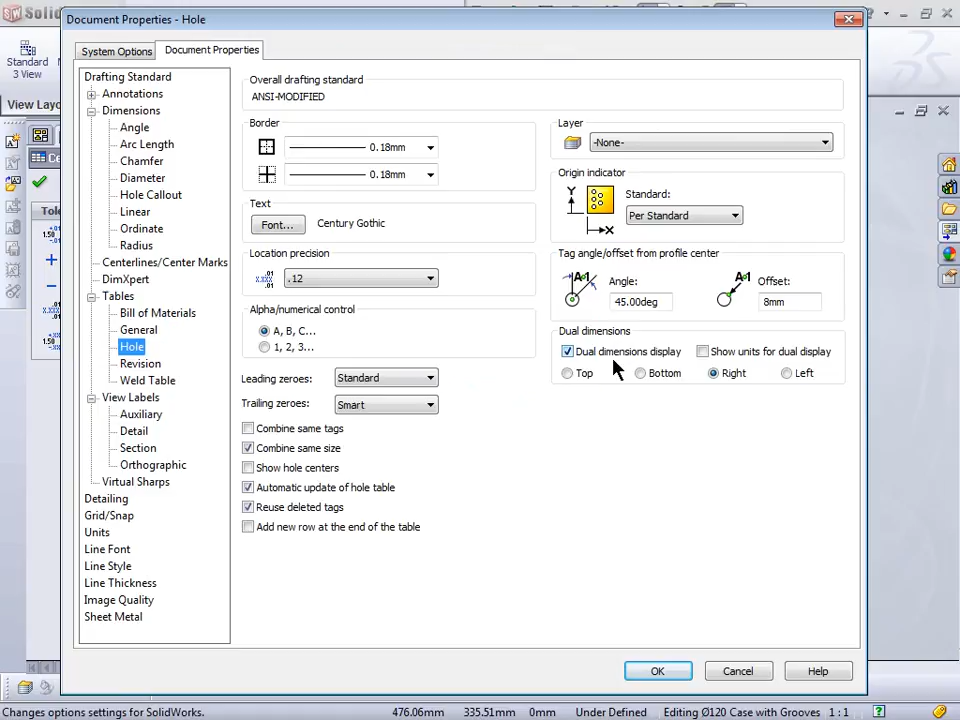 Document Properties - Hole
Solid
Standard
3 View
View Layo
System Options
Document Properties
Drafting Standard
Annotations
Dimensions
Angle
Arc Length
Chamfer
Diameter
Hole Callout
Linear
Ordinate
Radius
Centerlines/Center Marks
DimXpert
Tables
Bill of Materials
General
Hole
Revision
Weld Table
View Labels
Auxiliary
Detail
Section
Orthographic
Virtual Sharps
Detailing
Grid/Snap
Units
Line Font
Line Style
Line Thickness
Image Quality
Sheet Metal
Overall drafting standard
ANSI-MODIFIED
Border
0.18mm
0.18mm
Text
Font...
Century Gothic
Location precision
.12
Alpha/numerical control
A, B, C...
1, 2, 3...
Leading zeroes:
Standard
Trailing zeroes:
Smart
Combine same tags
Combine same size
Show hole centers
Automatic update of hole table
Reuse deleted tags
Add new row at the end of the table
Layer
-None-
Origin indicator
Y
X
Standard:
Per Standard
Tag angle/offset from profile center
A1
Angle:
45.00deg
A1
Offset:
8mm
Dual dimensions
Dual dimensions display
Show units for dual display
Top
Bottom
Right
Left
OK
Cancel
Help
Changes options settings for SolidWorks.
476.06mm
335.51mm
0mm
Under Defined
Editing Ø120 Case with Grooves
1 : 1